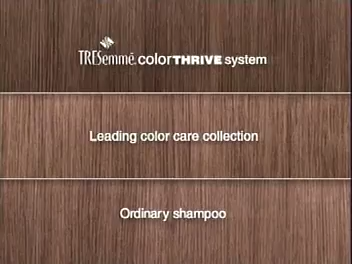 TRESemmé. colorTHRIVE system
Leading color care collection
Ordinary shampoo